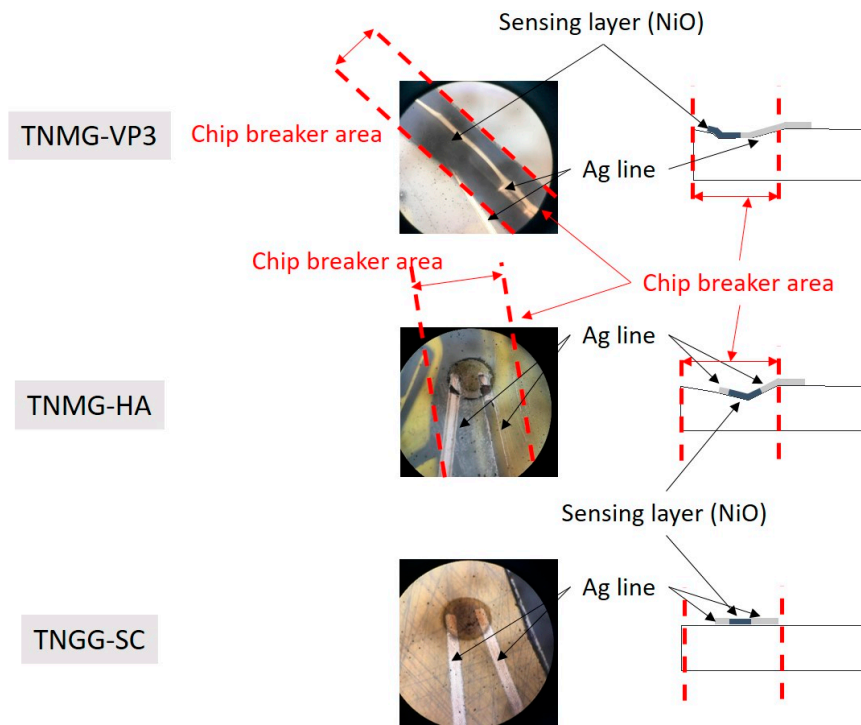 Sensing layer (NiO)
TNMG-VP3
Chip breaker area
Ag line
Chip breaker area
Chip breaker area
Ag line
TNMG-HA
Sensing layer (NiO)
Ag line
TNGG-SC